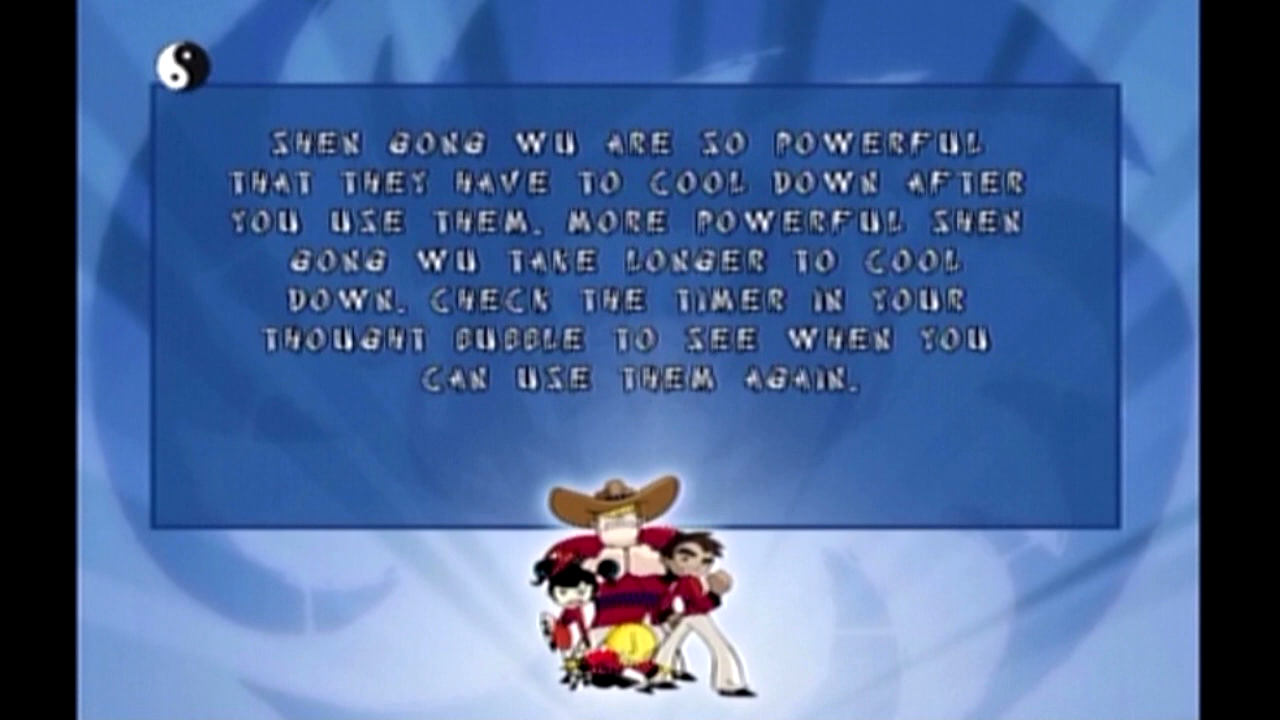 SHEN GONG WU ARE SO POWERFUL
THAT THEY HAVE TO COOL DOWN AFTER
YOU USE THEM. MORE POWERFUL SHEN
GONG WU TAKE LONGER TO COOL
DOWN. CHECK THE TIMER IN YOUR
THOUGHT BUBBLE TO SEE WHEN YOU
CAN USE THEM AGAIN.